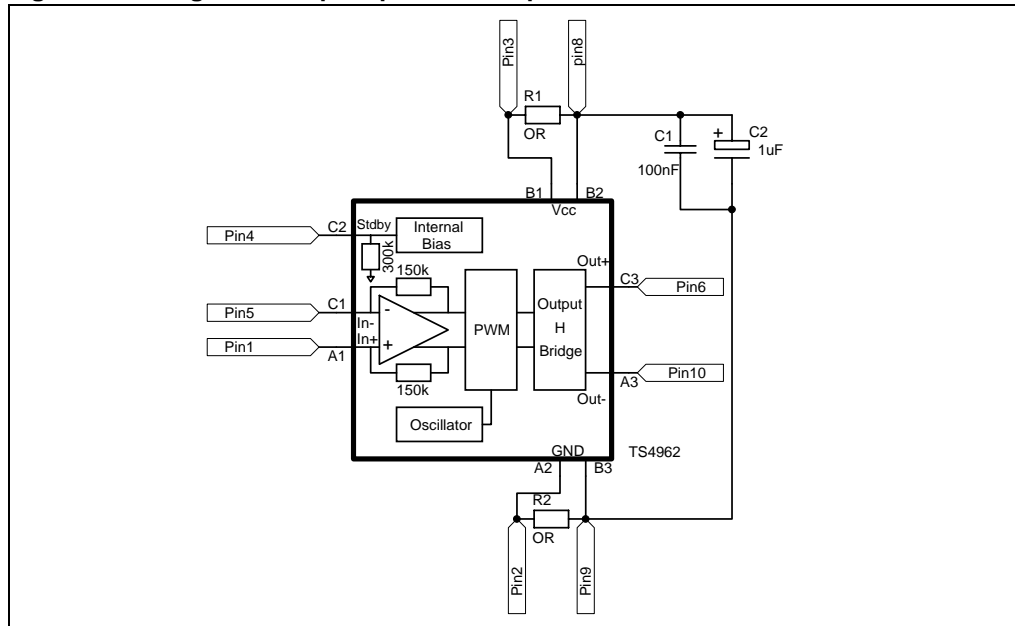 Pin3
pin8
R1
OR
C1
100nF
+
C2
1uF
B1
B2
Vcc
Pin4
C2
Stdby
Internal
Bias
300k
150k
Out+
C3
Pin6
Pin5
C1
In-
-
PWM
Output
H
Bridge
Pin1
In+
+
A1
150k
A3
Pin10
Out-
Oscillator
GND
TS4962
A2
B3
R2
OR
Pin2
Pin9